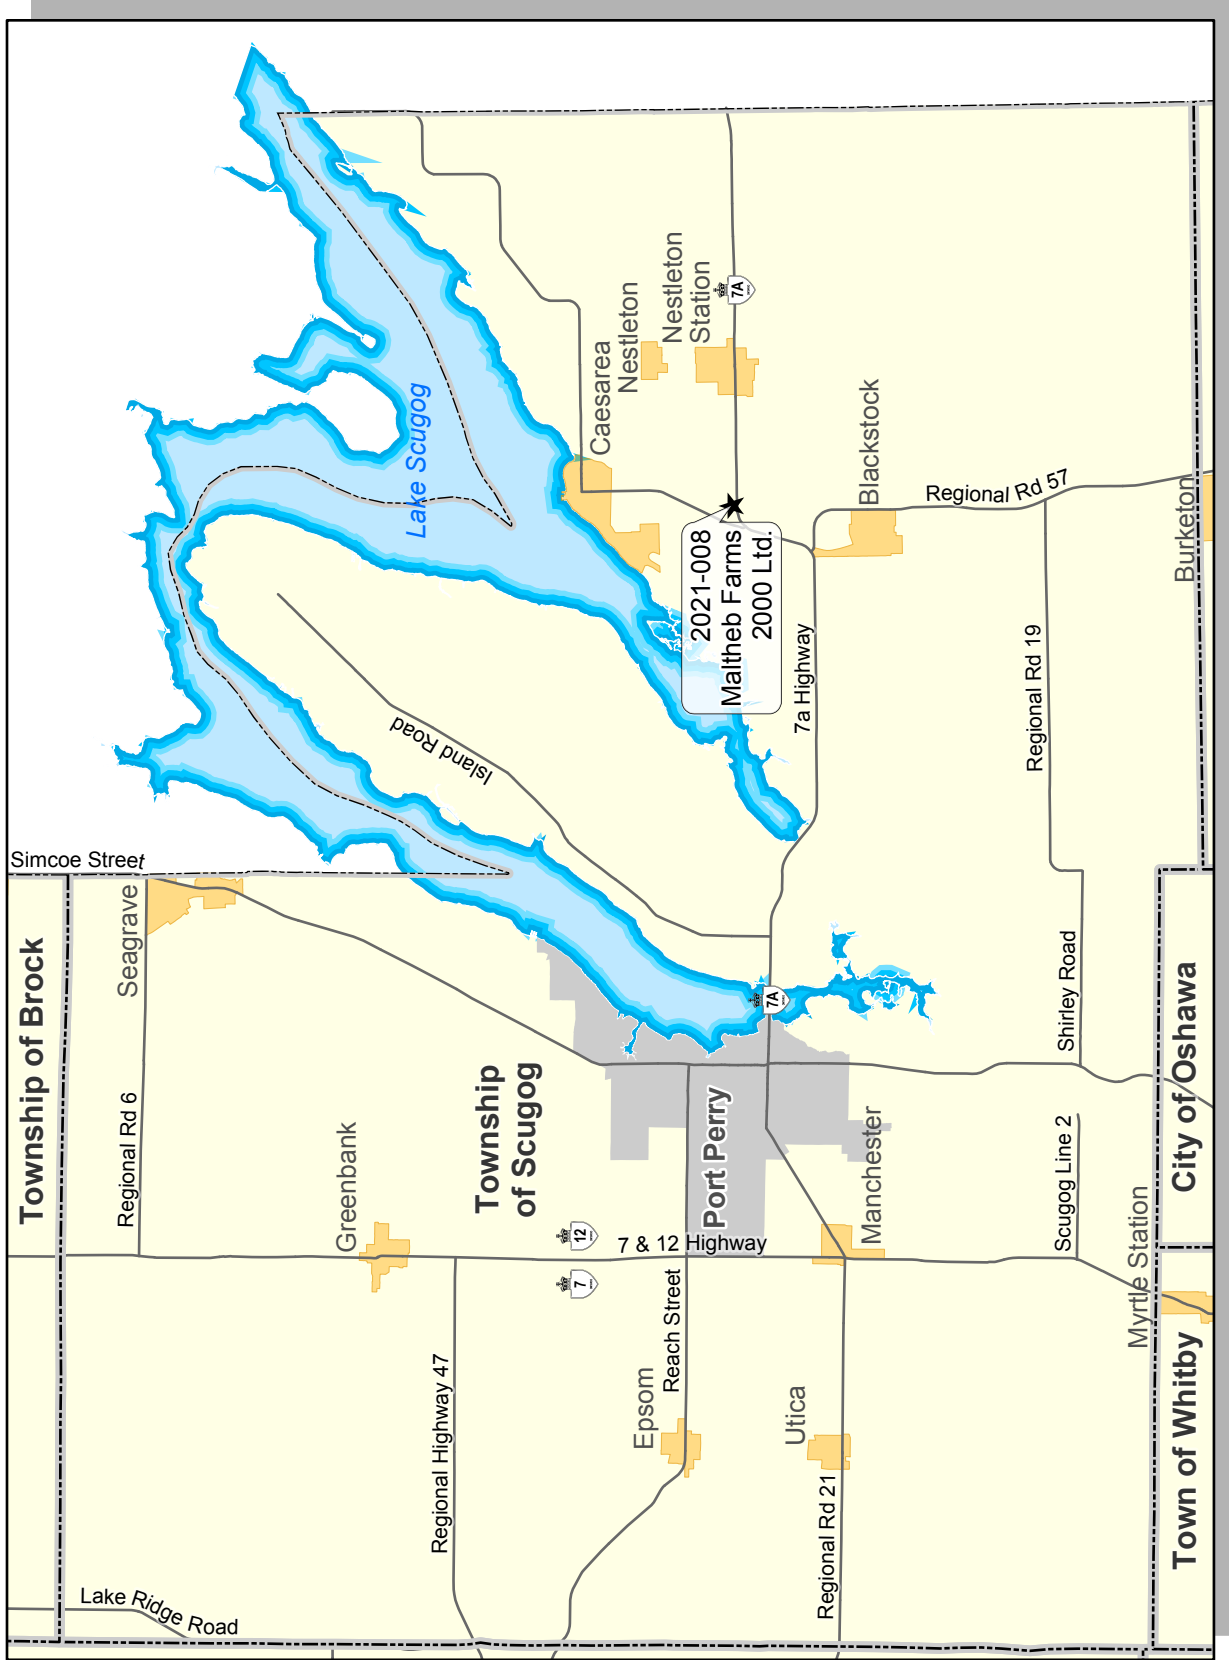 Simcoe Street
Township of Brock
Seagrave
Regional Rd 6
Lake Ridge Road
Greenbank
Regional Highway 47
Township
of Scugog
12
7
7 & 12 Highway
Reach Street
Epsom
Port Perry
Utica
Regional Rd 21
Manchester
Lake Scugog
Island Road
Caesarea
Nestleton
Nestleton
Station
7A
2021-008
Maltheb Farms
2000 Ltd.
7a Highway
7A
Blackstock
Regional Rd 57
Regional Rd 19
Burketon
Shirley Road
Scugog Line 2
Myrtle Station
City of Oshawa
Town of Whitby